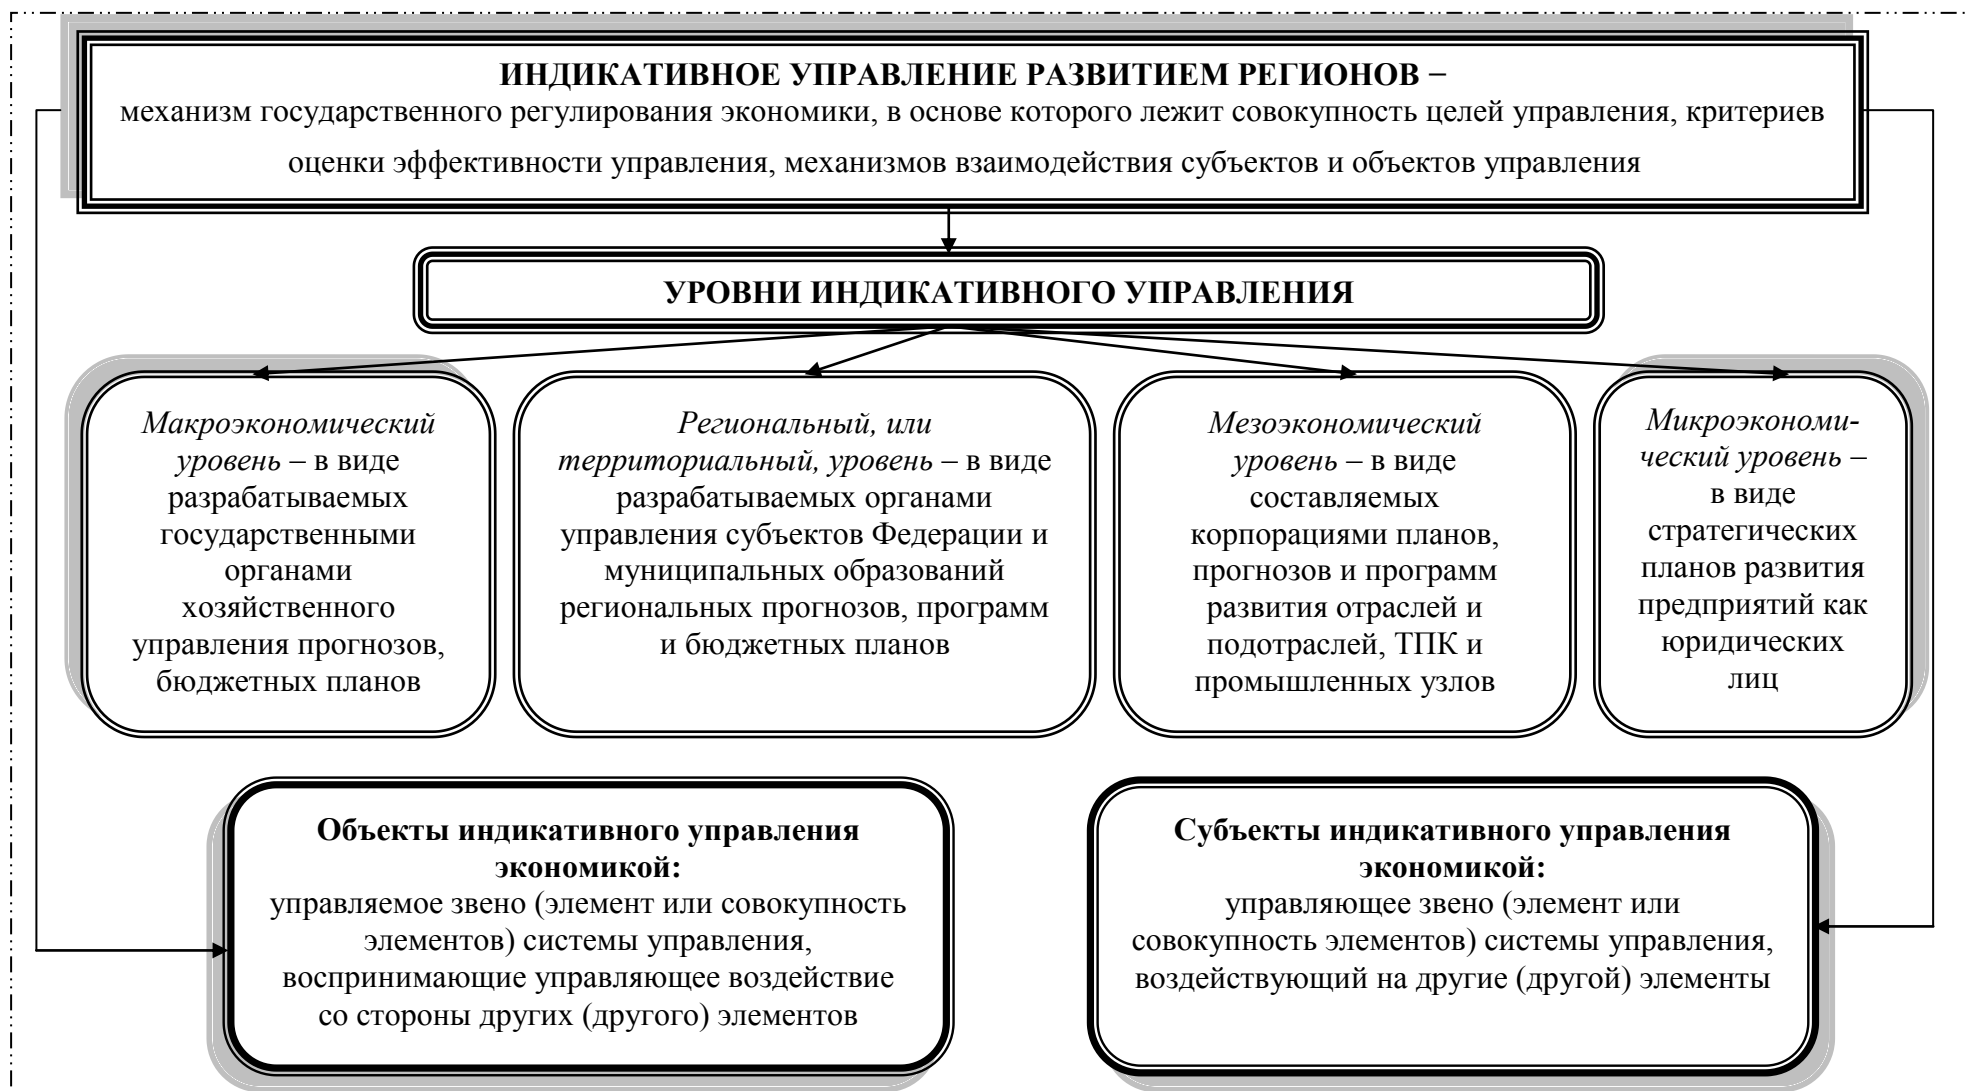 ИНДИКАТИВНОЕ УПРАВЛЕНИЕ РАЗВИТИЕМ РЕГИОНОВ –
механизм государственного регулирования экономики, в основе которого лежит совокупность целей управления, критериев
оценки эффективности управления, механизмов взаимодействия субъектов и объектов управления
УРОВНИ ИНДИКАТИВНОГО УПРАВЛЕНИЯ
Макроэкономический
уровень – в виде
разрабатываемых
государственными
органами
хозяйственного
управления прогнозов,
бюджетных планов
Региональный, или
территориальный, уровень – в виде
разрабатываемых органами
управления субъектов Федерации и
муниципальных образований
региональных прогнозов, программ
и бюджетных планов
Мезоэкономический
уровень – в виде
составляемых
корпорациями планов,
прогнозов и программ
развития отраслей и
подотраслей, ТПК и
промышленных узлов
Микроэкономи-
ческий уровень –
в виде
стратегических
планов развития
предприятий как
юридических
лиц
Объекты индикативного управления
экономикой:
управляемое звено (элемент или совокупность
элементов) системы управления,
воспринимающие управляющее воздействие
со стороны других (другого) элементов
Субъекты индикативного управления
экономикой:
управляющее звено (элемент или
совокупность элементов) системы управления,
воздействующий на другие (другой) элементы